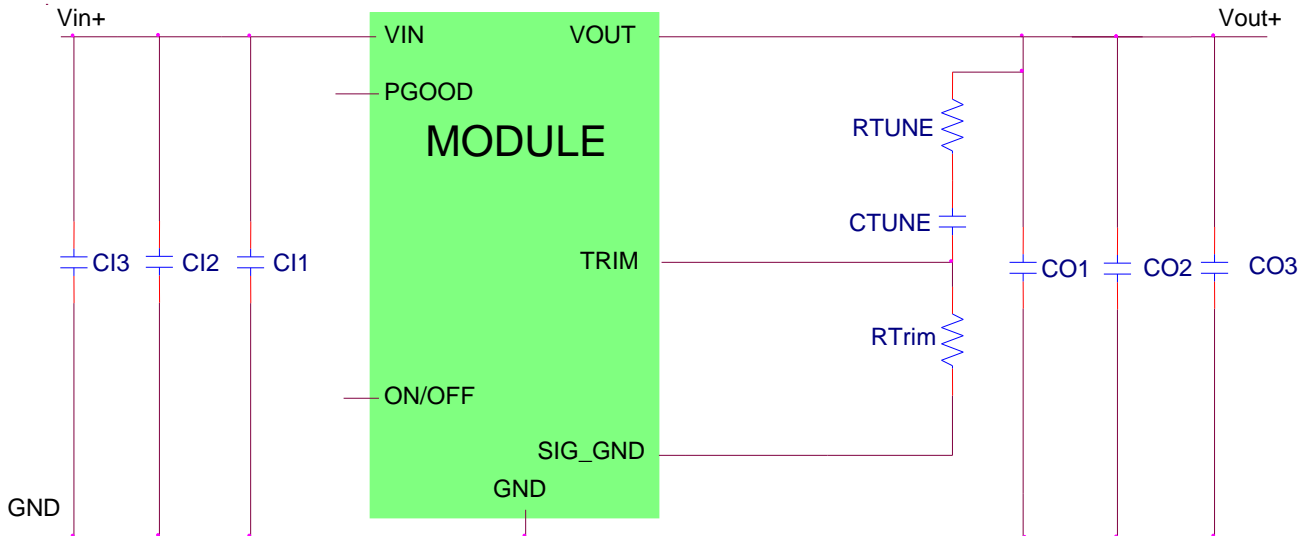 Vin+
Vout+
VIN
VOUT
PGOOD
RTUNE
MODULE
CTUNE
CI3
CI2
CI1
TRIM
CO1
CO2
CO3
RTrim
ON/OFF
SIG_GND
GND
GND